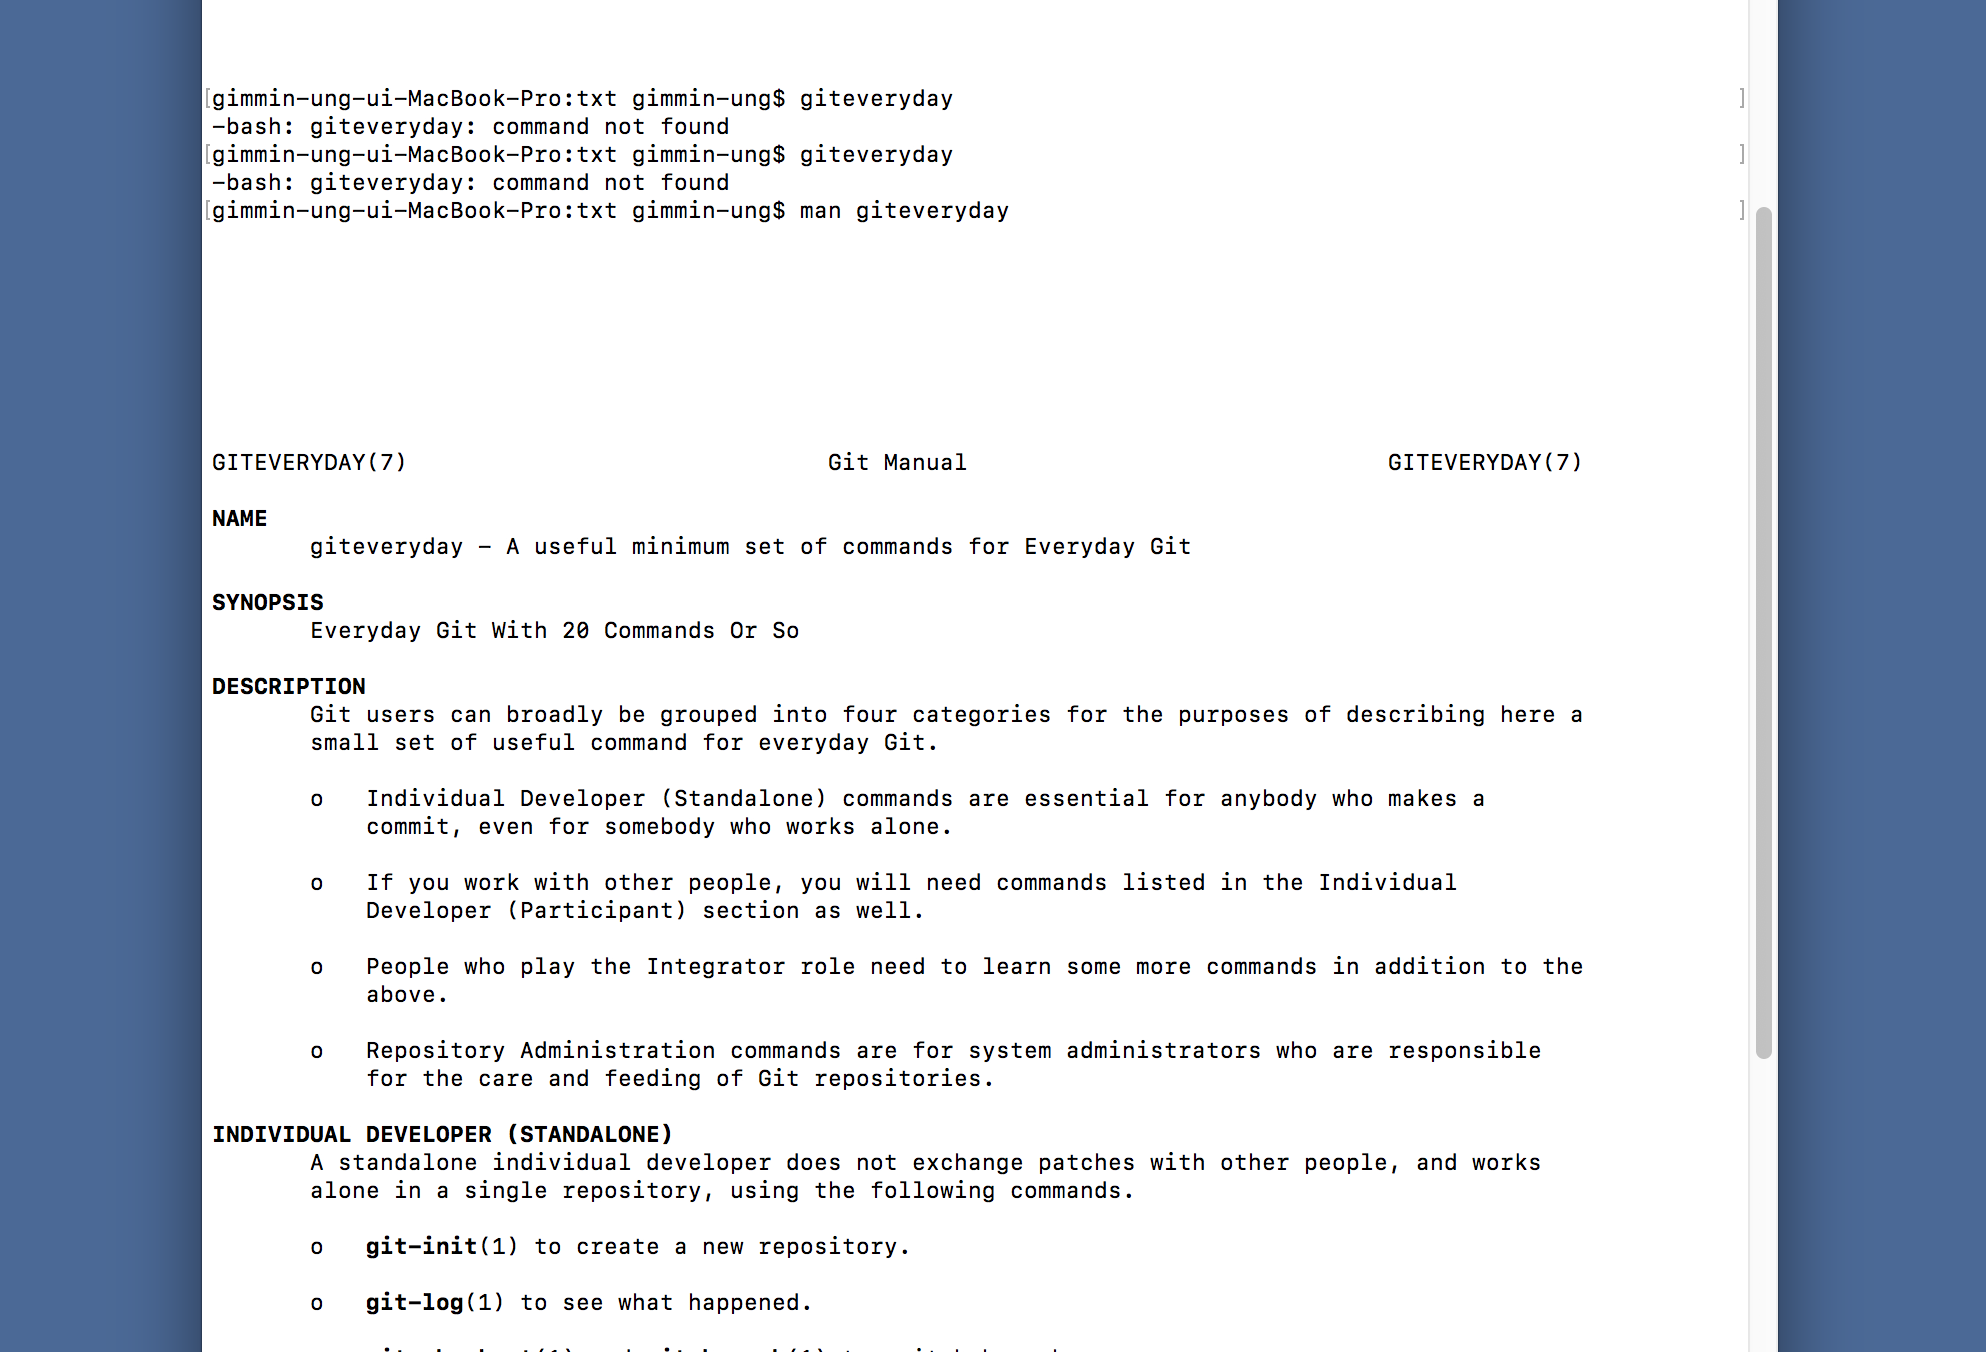 [gimmin-ung-ui-MacBook-Pro:txt gimmin-ung$ giteveryday ]
-bash: giteveryday: command not found
[gimmin-ung-ui-MacBook-Pro:txt gimmin-ung$ giteveryday ]
-bash: giteveryday: command not found
[gimmin-ung-ui-MacBook-Pro:txt gimmin-ung$ man giteveryday ]
GITEVERYDAY(7) Git Manual GITEVERYDAY(7)
NAME
giteveryday - A useful minimum set of commands for Everyday Git
SYNOPSIS
Everyday Git With 20 Commands Or So
DESCRIPTION
Git users can broadly be grouped into four categories for the purposes of describing here a
small set of useful command for everyday Git.
o Individual Developer (Standalone) commands are essential for anybody who makes a
commit, even for somebody who works alone.
o If you work with other people, you will need commands listed in the Individual
Developer (Participant) section as well.
o People who play the Integrator role need to learn some more commands in addition to the
above.
o Repository Administration commands are for system administrators who are responsible
for the care and feeding of Git repositories.
INDIVIDUAL DEVELOPER (STANDALONE)
A standalone individual developer does not exchange patches with other people, and works
alone in a single repository, using the following commands.
o git-init(1) to create a new repository.
o git-log(1) to see what happened.